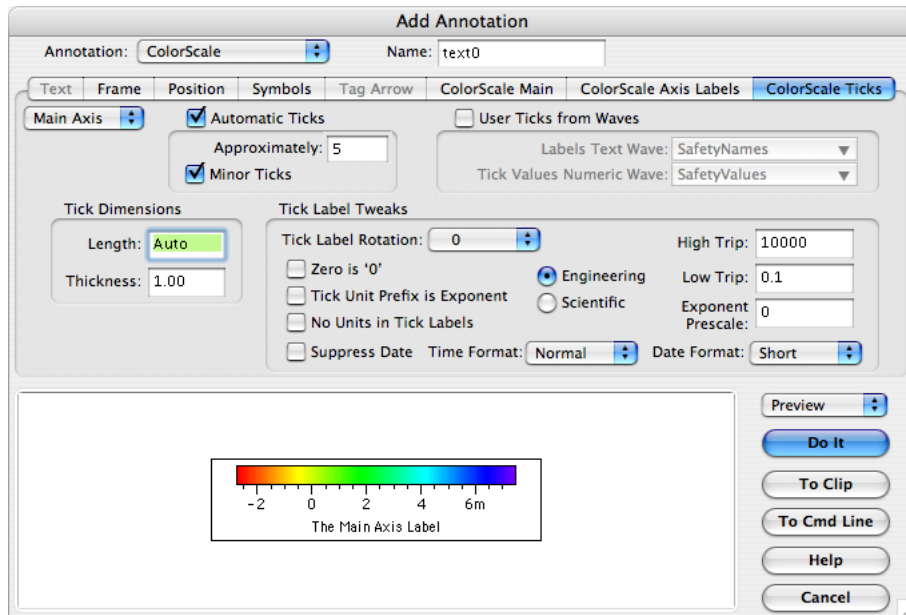 Add Annotation
Annotation: ColorScale Name: text0
Text Frame Position Symbols Tag Arrow ColorScale Main ColorScale Axis Labels ColorScale Ticks
Main Axis Automatic Ticks User Ticks from Waves
Approximately: 5 Labels Text Wave: SafetyNames
Minor Ticks Tick Values Numeric Wave: SafetyValues
Tick Dimensions Tick Label Tweaks
Length: Auto Tick Label Rotation: 0 High Trip: 10000
Zero is ‘0’ Engineering Low Trip: 0.1
Thickness: 1.00 Tick Unit Prefix is Exponent Scientific Exponent Prescale: 0
No Units in Tick Labels
Suppress Date Time Format: Normal Date Format: Short
Preview
Do It
To Clip
To Cmd Line
Help
Cancel
-2 0 2 4 6m
The Main Axis Label